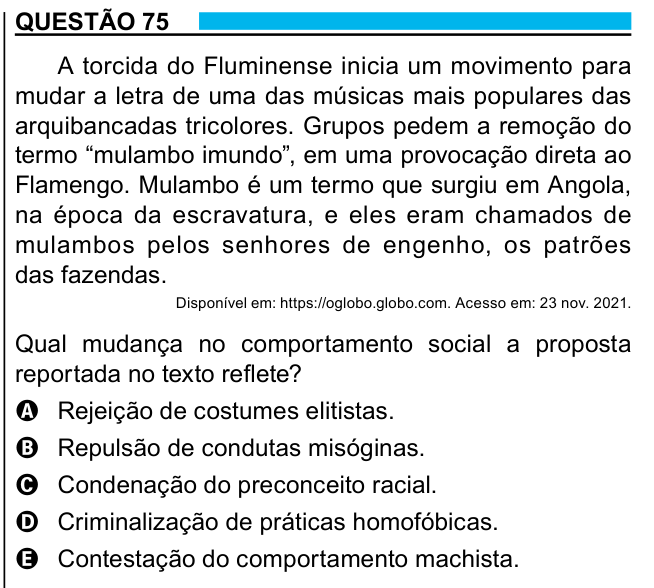 QUESTÃO 75
A torcida do Fluminense inicia um movimento para
mudar a letra de uma das músicas mais populares das
arquibancadas tricolores. Grupos pedem a remoção do
termo “mulambo imundo”, em uma provocação direta ao
Flamengo. Mulambo é um termo que surgiu em Angola,
na época da escravatura, e eles eram chamados de
mulambos pelos senhores de engenho, os patrões
das fazendas.
Disponível em: https://oglobo.globo.com. Acesso em: 23 nov. 2021.
Qual mudança no comportamento social a proposta
reportada no texto reflete?
A Rejeição de costumes elitistas.
B Repulsão de condutas misóginas.
C Condenação do preconceito racial.
D Criminalização de práticas homofóbicas.
E Contestação do comportamento machista.